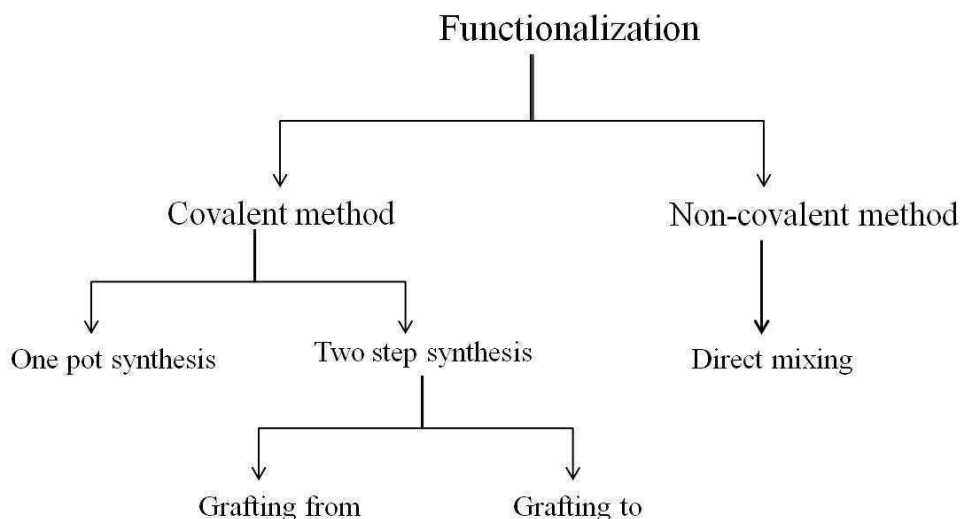 Functionalization
Covalent method
Non-covalent method
One pot synthesis
Two step synthesis
Direct mixing
Grafting from
Grafting to